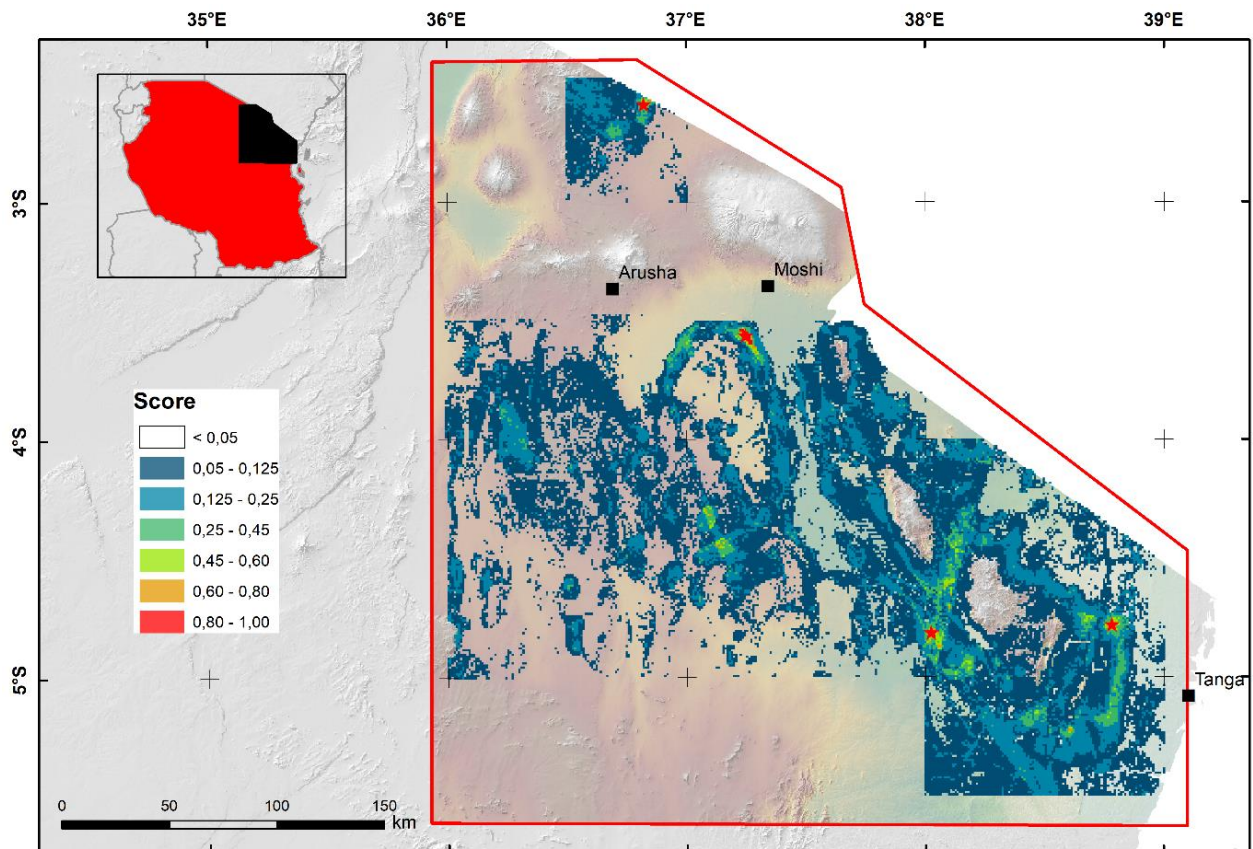 35°E 36°E 37°E 38°E 39°E
3°S
Arusha
Moshi
Score
< 0,05
0,05 - 0,125
0,125 - 0,25
0,25 - 0,45
0,45 - 0,60
0,60 - 0,80
0,80 - 1,00
4°S
5°S
Tanga
0 50 100 150
km